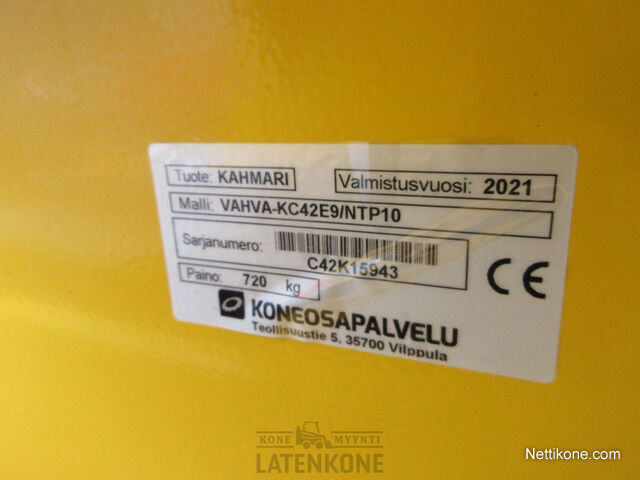 Tuote: KAHMARI Valmistusvuosi: 2021
Malli: VAHVA-KC42E9/NTP10
Sarjanumero:
C42K15943
Paino: 720 kg
KONEOSAPALVELU
Teollisuustie 5, 35700 Vilppula
CE
KONE MYYNTI
LATENKONE
Nettikone.com